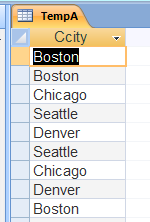 TempA
Ccity
Boston
Boston
Chicago
Seattle
Denver
Seattle
Chicago
Denver
Boston